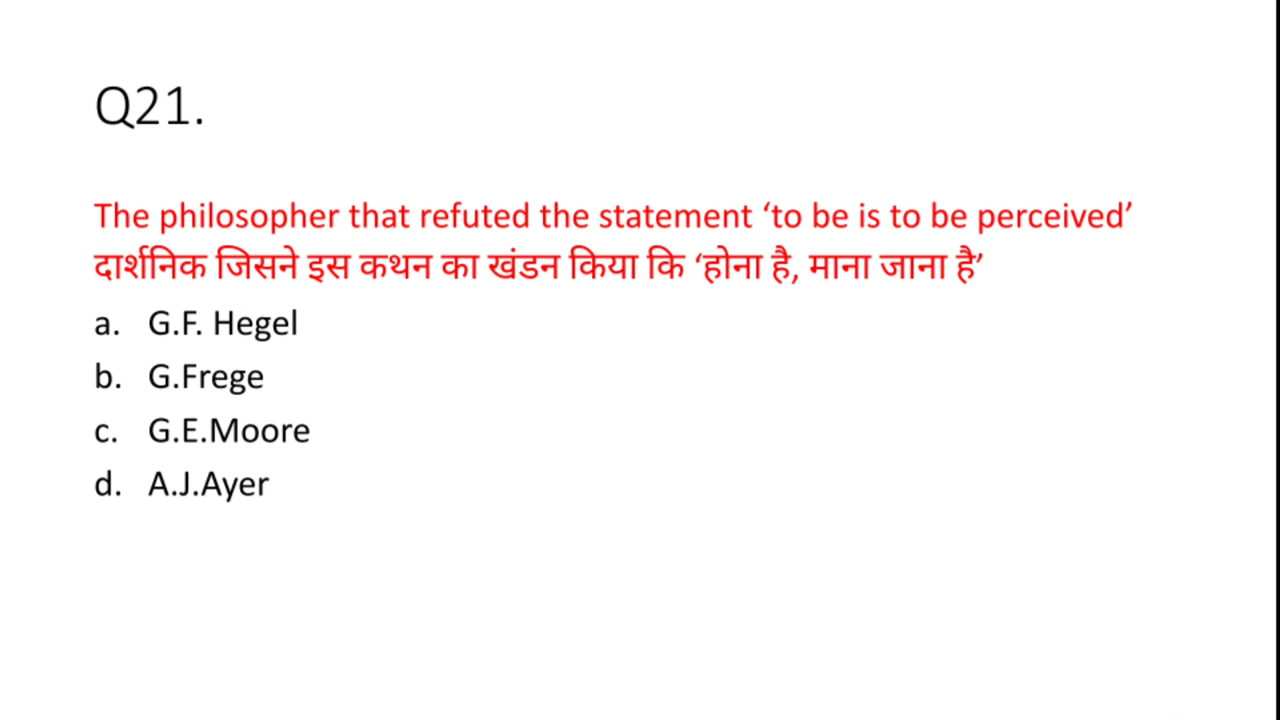 Q21.
The philosopher that refuted the statement ‘to be is to be perceived’
दार्शनिक जिसने इस कथन का खंडन किया कि ‘होना है, माना जाना है’
a. G.F. Hegel
b. G.Frege
c. G.E.Moore
d. A.J.Ayer